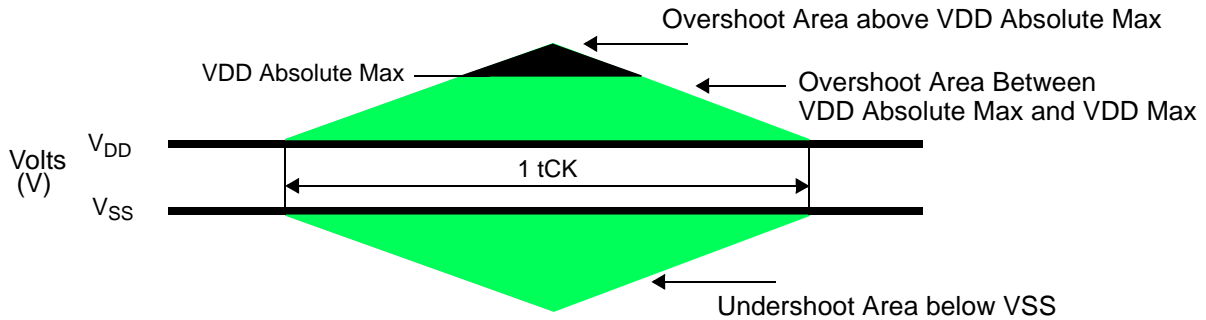 Overshoot Area above VDD Absolute Max
VDD Absolute Max
Overshoot Area Between
VDD Absolute Max and VDD Max
VDD
Volts
(V)
1 tCK
VSS
Undershoot Area below VSS